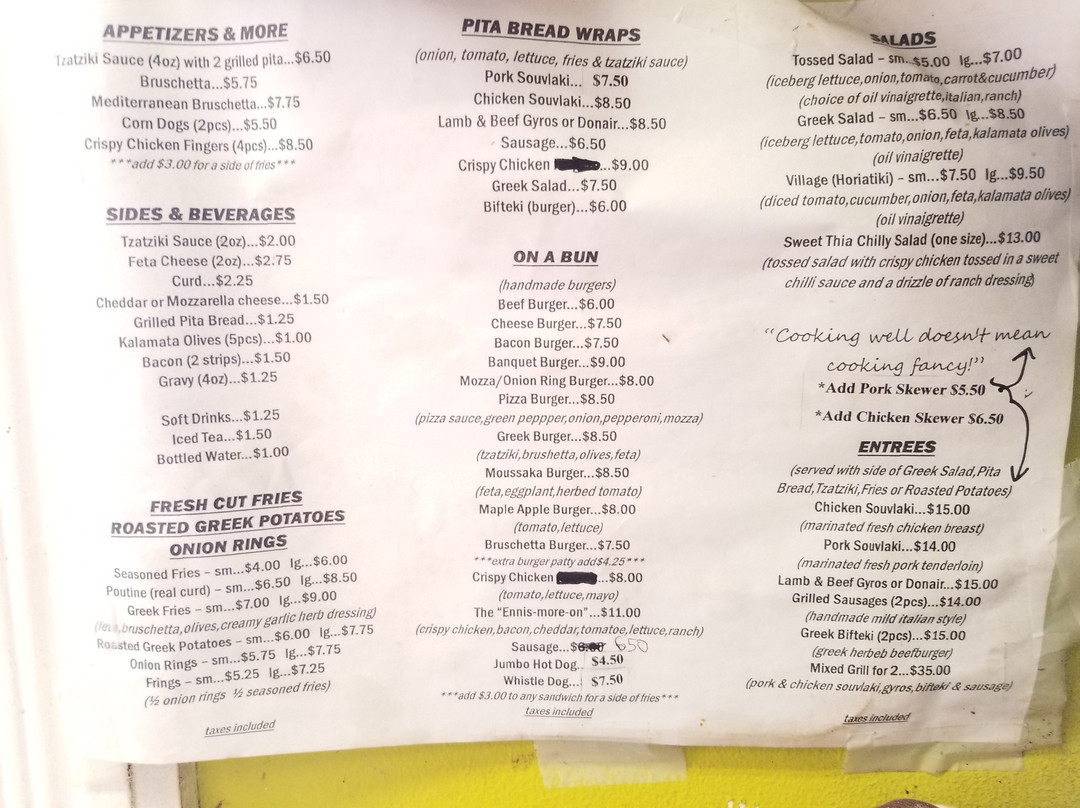 APPETIZERS & MORE
Tzatziki Sauce (4oz) with 2 grilled pita...$6.50
Bruschetta...$5.75
Mediterranean Bruschetta...$7.75
Corn Dogs (2pcs)...$5.50
Crispy Chicken Fingers (4pcs)...$8.50
***add $3.00 for a side of fries***
SIDES & BEVERAGES
Tzatziki Sauce (2oz)...$2.00
Feta Cheese (2oz)...$2.75
Curd...$2.25
Cheddar or Mozzarella cheese...$1.50
Grilled Pita Bread...$1.25
Kalamata Olives (5pcs)...$1.00
Bacon (2 strips)...$1.50
Gravy (4oz)...$1.25
Soft Drinks...$1.25
Iced Tea...$1.50
Bottled Water...$1.00
FRESH CUT FRIES
ROASTED GREEK POTATOES
ONION RINGS
Seasoned Fries – sm...$4.00 lg...$6.00
Poutine (real curd) – sm...$6.50 lg...$8.50
Greek Fries – sm...$7.00 lg...$9.00
(feta,bruschetta,olives,creamy garlic herb dressing)
Roasted Greek Potatoes – sm...$6.00 lg...$7.75
Onion Rings – sm...$5.75 lg...$7.75
Frings – sm...$5.25 lg...$7.25
(½ onion rings ½ seasoned fries)
taxes included
PITA BREAD WRAPS
(onion, tomato, lettuce, fries & tzatziki sauce)
Pork Souvlaki... $7.50
Chicken Souvlaki...$8.50
Lamb & Beef Gyros or Donair...$8.50
Sausage...$6.50
Crispy Chicken ...$9.00
Greek Salad...$7.50
Bifteki (burger)...$6.00
ON A BUN
(handmade burgers)
Beef Burger...$6.00
Cheese Burger...$7.50
Bacon Burger...$7.50
Banquet Burger...$9.00
Mozza/Onion Ring Burger...$8.00
Pizza Burger...$8.50
(pizza sauce,green peppper,onion,pepperoni,mozza)
Greek Burger...$8.50
(tzatziki,brushetta,olives,feta)
Moussaka Burger...$8.50
(feta,eggplant,herbed tomato)
Maple Apple Burger...$8.00
(tomato,lettuce)
Bruschetta Burger...$7.50
***extra burger patty add$4.25***
Crispy Chicken ...$8.00
(tomato,lettuce,mayo)
The "Ennis-more-on"...$11.00
(crispy chicken,bacon,cheddar,tomatoe,lettuce,ranch)
Sausage...$ 650
Jumbo Hot Dog.. $4.50
Whistle Dog... $7.50
***add $3.00 to any sandwich for a side of fries***
taxes included
SALADS
Tossed Salad – sm...$5.00 lg...$7.00
(iceberg lettuce,onion,tomato,carrot&cucumber)
(choice of oil vinaigrette,italian,ranch)
Greek Salad – sm...$6.50 lg...$8.50
(iceberg lettuce,tomato,onion,feta,kalamata olives)
(oil vinaigrette)
Village (Horiatiki) – sm...$7.50 lg...$9.50
(diced tomato,cucumber,onion,feta,kalamata olives)
(oil vinaigrette)
Sweet Thia Chilly Salad (one size)...$13.00
(tossed salad with crispy chicken tossed in a sweet
chilli sauce and a drizzle of ranch dressing)
"Cooking well doesn't mean
cooking fancy!"
*Add Pork Skewer $5.50
*Add Chicken Skewer $6.50
ENTREES
(served with side of Greek Salad,Pita
Bread,Tzatziki,Fries or Roasted Potatoes)
Chicken Souvlaki...$15.00
(marinated fresh chicken breast)
Pork Souvlaki...$14.00
(marinated fresh pork tenderloin)
Lamb & Beef Gyros or Donair...$15.00
Grilled Sausages (2pcs)...$14.00
(handmade mild italian style)
Greek Bifteki (2pcs)...$15.00
(greek herbeb beefburger)
Mixed Grill for 2...$35.00
(pork & chicken souvlaki,gyros,bifteki & sausage)
taxes included